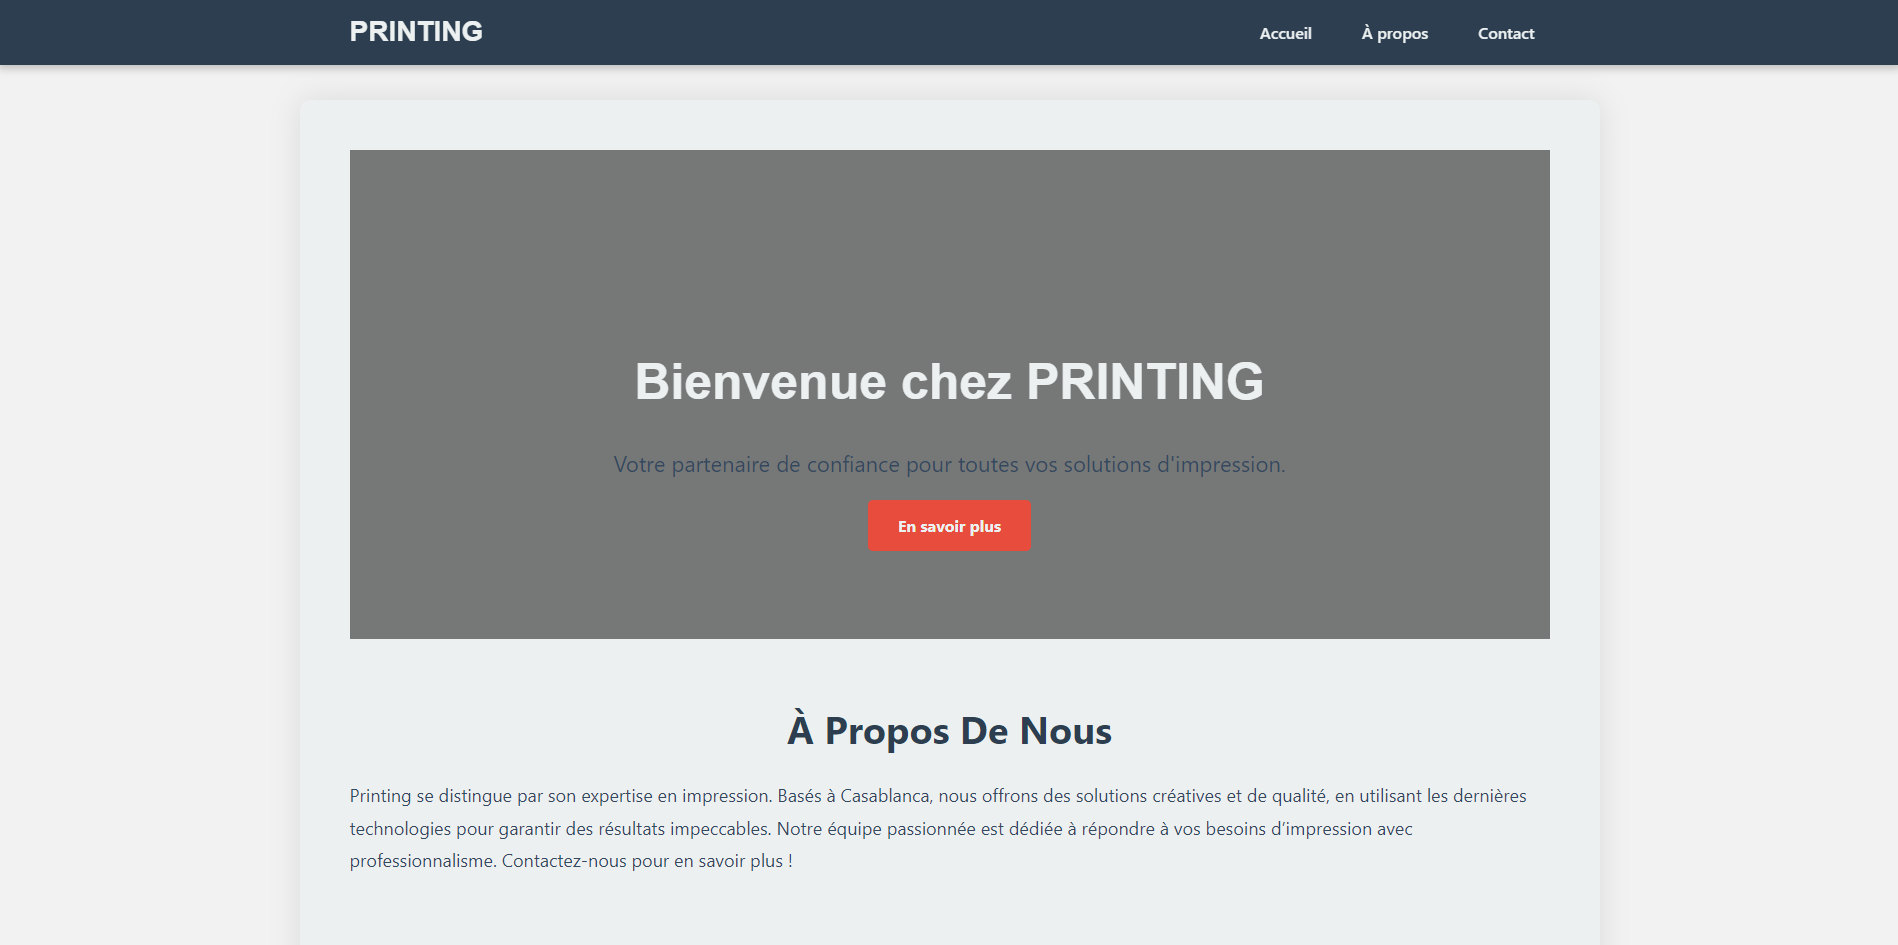 PRINTING
Accueil
À propos
Contact
Bienvenue chez PRINTING
Votre partenaire de confiance pour toutes vos solutions d'impression.
En savoir plus
À Propos De Nous
Printing se distingue par son expertise en impression. Basés à Casablanca, nous offrons des solutions créatives et de qualité, en utilisant les dernières
technologies pour garantir des résultats impeccables. Notre équipe passionnée est dédiée à répondre à vos besoins d’impression avec
professionnalisme. Contactez-nous pour en savoir plus !